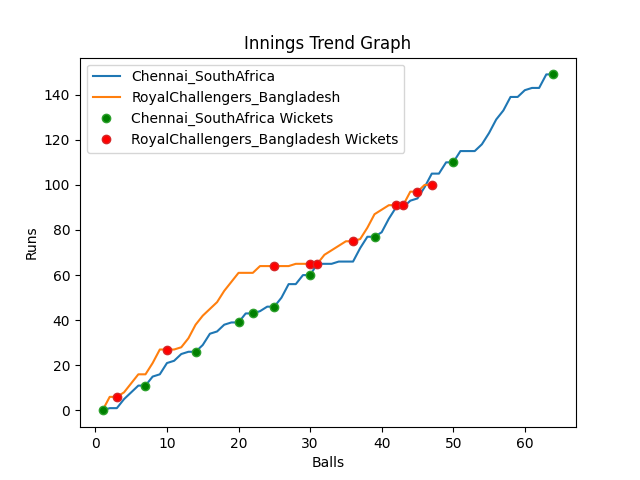 Innings Trend Graph
Chennai_SouthAfrica
RoyalChallengers_Bangladesh
Chennai_SouthAfrica Wickets
RoyalChallengers_Bangladesh Wickets
140
120
100
80
60
40
20
0
Runs
0 10 20 30 40 50 60
Balls